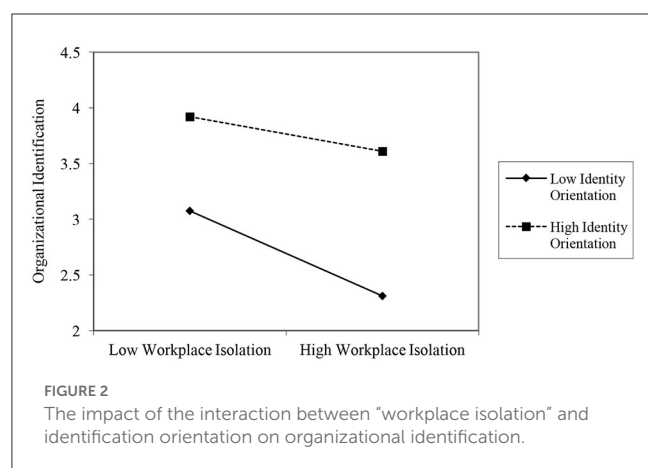 4.5
4
3.5
3
2.5
2
Organizational Identification
Low Workplace Isolation
High Workplace Isolation
Low Identity
Orientation
High Identity
Orientation
FIGURE 2
The impact of the interaction between “workplace isolation” and
identification orientation on organizational identification.